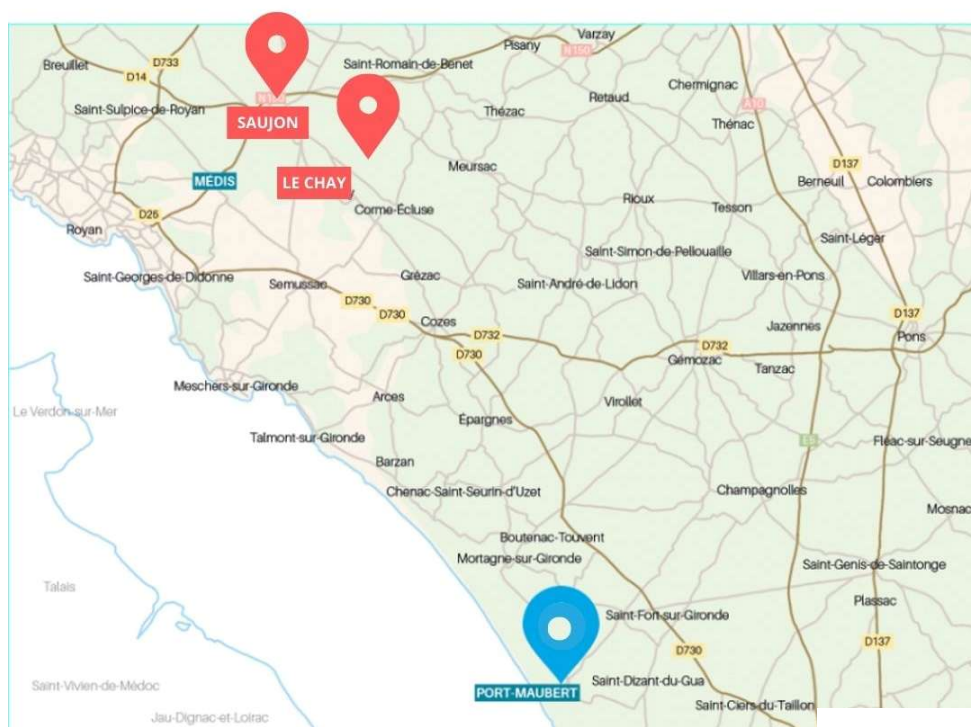 Varzay
Pisany
N150
Breuillet
D733
Saint-Romain-de-Benet
D14
Chermignac
Retaud
A10
Saint-Sulpice-de-Royan
Thézac
SAUJON
Thénac
D137
Meursac
MÉDIS
LE CHAY
Berneuil
Colombiers
Rioux
Corme-Écluse
Tesson
D25
Royan
Saint-Léger
Saint-Simon-de-Pellouaille
Saint-Georges-de-Didonne
Semussac
Grézac
Saint-André-de-Lidon
Villars-en-Pons
D730
D730
D137
Cozes
Jazennes
D732
Pons
D730
D732
Gémozac
Tanzac
Meschers-sur-Gironde
Arces
Virollet
Le Verdon-sur-Mer
Épargnes
Talmont-sur-Gironde
E5
Fléac-sur-Seugne
Barzan
Chenac-Saint-Seurin-d'Uzet
Champagnolles
Mosnac
Boutenac-Touvent
Mortagne-sur-Gironde
Saint-Genis-de-Saintonge
Talais
Plassac
Saint-Fort-sur-Gironde
D137
D730
Saint-Dizant-du-Gua
Saint-Vivien-de-Médoc
PORT-MAUBERT
Saint-Ciers-du-Taillon
Jau-Dignac-et-Loirac